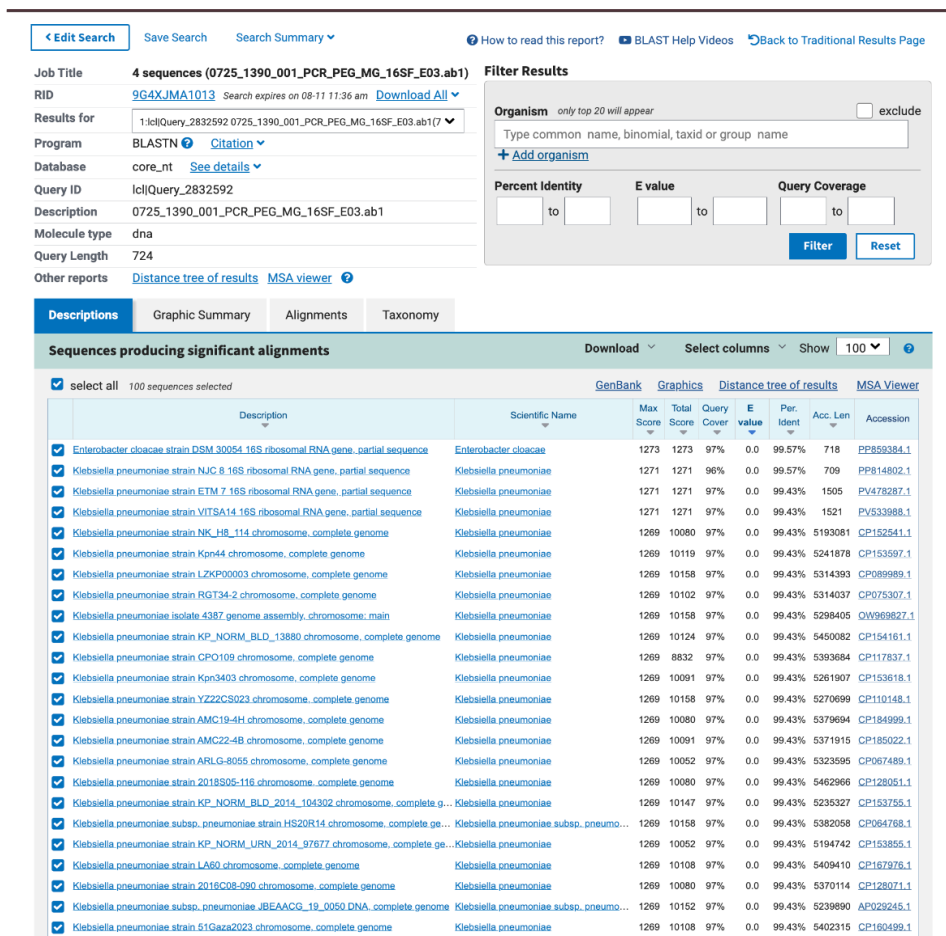 Edit Search Save Search Search Summary How to read this report? BLAST Help Videos Back to Traditional Results Page
Job Title 4 sequences (0725_1390_001_PCR_PEG_MG_16SF_E03.ab1)
RID 9G4XJMA1013 Search expires on 08-11 11:36 am Download All
Results for 1:lcl|Query_2832592 0725_1390_001_PCR_PEG_MG_16SF_E03.ab1(7
Program BLASTN Citation
Database core_nt See details
Query ID lcl|Query_2832592
Description 0725_1390_001_PCR_PEG_MG_16SF_E03.ab1
Molecule type dna
Query Length 724
Other reports Distance tree of results MSA viewer
Filter Results
Organism only top 20 will appear exclude
Type common name, binomial, taxid or group name
+ Add organism
Percent Identity E value Query Coverage
to to to
Filter Reset
Descriptions Graphic Summary Alignments Taxonomy
Sequences producing significant alignments Download Select columns Show 100
select all 100 sequences selected GenBank Graphics Distance tree of results MSA Viewer
Description Scientific Name Max Score Total Score Query Cover E value Per. Ident Acc. Len Accession
Enterobacter cloacae strain DSM 30054 16S ribosomal RNA gene, partial sequence Enterobacter cloacae 1273 1273 97% 0.0 99.57% 718 PP859384.1
Klebsiella pneumoniae strain NJC 8 16S ribosomal RNA gene, partial sequence Klebsiella pneumoniae 1271 1271 96% 0.0 99.57% 709 PP814802.1
Klebsiella pneumoniae strain ETM 7 16S ribosomal RNA gene, partial sequence Klebsiella pneumoniae 1271 1271 97% 0.0 99.43% 1505 PV478287.1
Klebsiella pneumoniae strain VITSA14 16S ribosomal RNA gene, partial sequence Klebsiella pneumoniae 1271 1271 97% 0.0 99.43% 1521 PV533988.1
Klebsiella pneumoniae strain NK_H8_114 chromosome, complete genome Klebsiella pneumoniae 1269 10080 97% 0.0 99.43% 5193081 CP152541.1
Klebsiella pneumoniae strain Kpn44 chromosome, complete genome Klebsiella pneumoniae 1269 10119 97% 0.0 99.43% 5241878 CP153597.1
Klebsiella pneumoniae strain LZKP00003 chromosome, complete genome Klebsiella pneumoniae 1269 10158 97% 0.0 99.43% 5314393 CP089989.1
Klebsiella pneumoniae strain RGT34-2 chromosome, complete genome Klebsiella pneumoniae 1269 10102 97% 0.0 99.43% 5314037 CP075307.1
Klebsiella pneumoniae isolate 4387 genome assembly, chromosome: main Klebsiella pneumoniae 1269 10158 97% 0.0 99.43% 5298405 OW969827.1
Klebsiella pneumoniae strain KP_NORM_BLD_13880 chromosome, complete genome Klebsiella pneumoniae 1269 10124 97% 0.0 99.43% 5450082 CP154161.1
Klebsiella pneumoniae strain CPO109 chromosome, complete genome Klebsiella pneumoniae 1269 8832 97% 0.0 99.43% 5393684 CP117837.1
Klebsiella pneumoniae strain Kpn3403 chromosome, complete genome Klebsiella pneumoniae 1269 10091 97% 0.0 99.43% 5261907 CP153618.1
Klebsiella pneumoniae strain YZ22CS023 chromosome, complete genome Klebsiella pneumoniae 1269 10158 97% 0.0 99.43% 5270699 CP110148.1
Klebsiella pneumoniae strain AMC19-4H chromosome, complete genome Klebsiella pneumoniae 1269 10080 97% 0.0 99.43% 5379694 CP184999.1
Klebsiella pneumoniae strain AMC22-4B chromosome, complete genome Klebsiella pneumoniae 1269 10091 97% 0.0 99.43% 5371915 CP185022.1
Klebsiella pneumoniae strain ARLG-8055 chromosome, complete genome Klebsiella pneumoniae 1269 10052 97% 0.0 99.43% 5323595 CP067489.1
Klebsiella pneumoniae strain 2018S05-116 chromosome, complete genome Klebsiella pneumoniae 1269 10080 97% 0.0 99.43% 5462966 CP128051.1
Klebsiella pneumoniae strain KP_NORM_BLD_2014_104302 chromosome, complete g... Klebsiella pneumoniae 1269 10147 97% 0.0 99.43% 5235327 CP153755.1
Klebsiella pneumoniae subsp. pneumoniae strain HS20R14 chromosome, complete ge... Klebsiella pneumoniae subsp. pneumo... 1269 10158 97% 0.0 99.43% 5382058 CP064768.1
Klebsiella pneumoniae strain KP_NORM_URN_2014_97677 chromosome, complete ge... Klebsiella pneumoniae 1269 10052 97% 0.0 99.43% 5194742 CP153855.1
Klebsiella pneumoniae strain LA60 chromosome, complete genome Klebsiella pneumoniae 1269 10108 97% 0.0 99.43% 5409410 CP167976.1
Klebsiella pneumoniae strain 2016C08-090 chromosome, complete genome Klebsiella pneumoniae 1269 10080 97% 0.0 99.43% 5370114 CP128071.1
Klebsiella pneumoniae subsp. pneumoniae JBEAACG_19_0050 DNA, complete genome Klebsiella pneumoniae subsp. pneumo... 1269 10152 97% 0.0 99.43% 5239890 AP029245.1
Klebsiella pneumoniae strain 51Gaza2023 chromosome, complete genome Klebsiella pneumoniae 1269 10108 97% 0.0 99.43% 5402315 CP160499.1